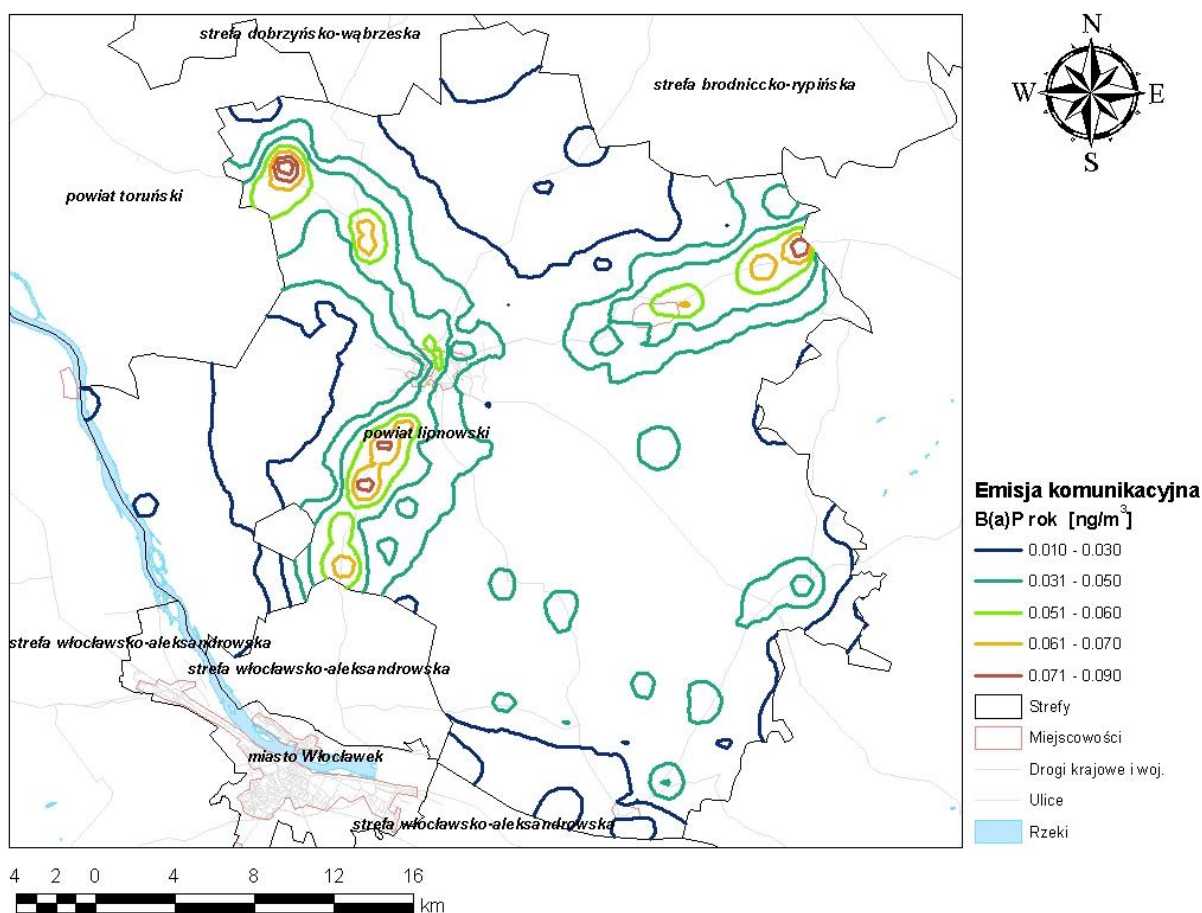 strefa dobrzyńsko-wąbrzeska
strefa brodniccko-rypińska
powiat toruński
powiat lipnowski
strefa włocławsko-aleksandrowska
strefa włocławsko-aleksandrowska
miasto Włocławek
strefa włocławsko-aleksandrowska
N
W E
S
Emisja komunikacyjna
B(a)P rok [ng/m³]
0.010 - 0.030
0.031 - 0.050
0.051 - 0.060
0.061 - 0.070
0.071 - 0.090
Strefy
Miejscowości
Drogi krajowe i woj.
Ulice
Rzeki
4 2 0 4 8 12 16
km